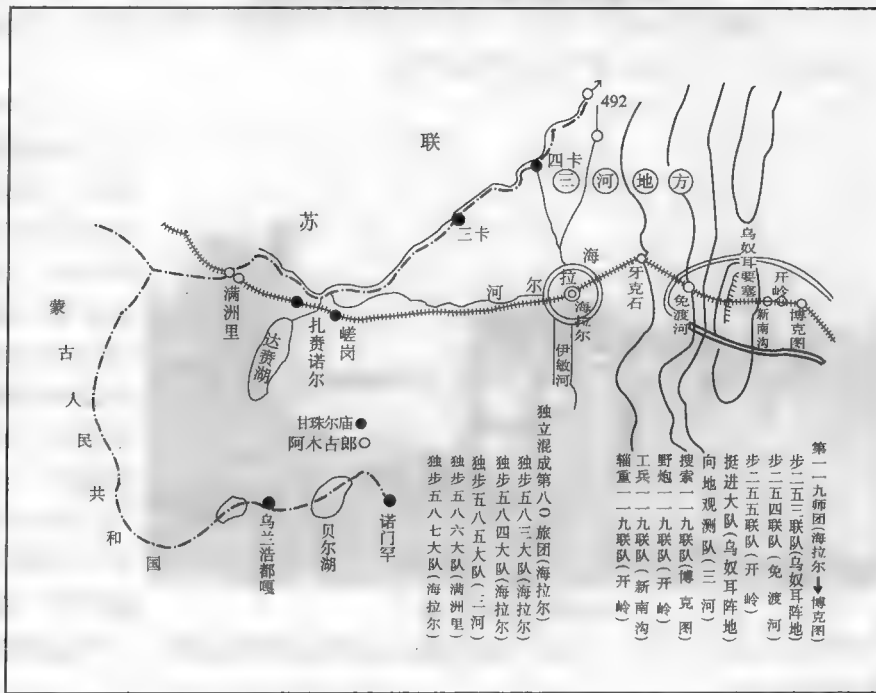 492
联
苏
四卡
三河地方
三卡
海拉尔河
满洲里
扎赉诺尔
嵯岗
达赉湖
海拉尔
伊敏河
牙克石
免渡河
乌奴耳要塞
开岭
新南沟
博克图
蒙古人民共和国
甘珠尔庙
阿木古郎
乌兰浩都嘎
贝尔湖
诺门罕
第一一九师团(海拉尔➡博克图)
步二五三联队(乌奴耳阵地)
步二五四联队(免渡河)
步二五五联队(开岭)
挺进大队(乌奴耳阵地)
向地观测队(三河)
搜索一一九联队(博克图)
野炮一一九联队(开岭)
工兵一一九联队(新南沟)
辎重一一九联队(开岭)
独立混成第八〇旅团(海拉尔)
独步五八三大队(海拉尔)
独步五八四大队(海拉尔)
独步五八五大队(三河)
独步五八六大队(满洲里)
独步五八七大队(海拉尔)